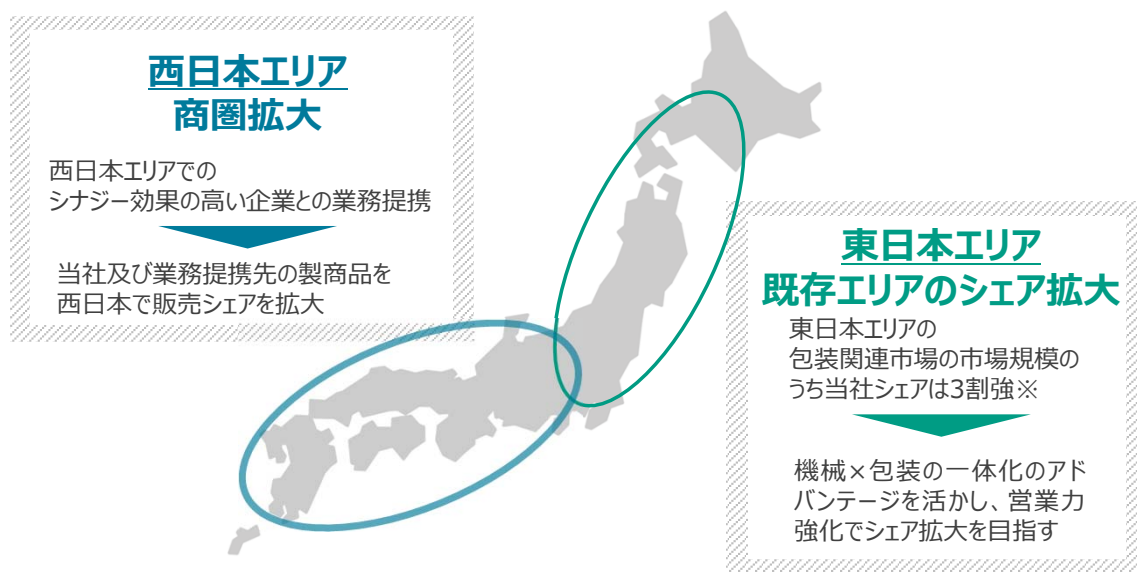 西日本エリア
商圏拡大
西日本エリアでの
シナジー効果の高い企業との業務提携
当社及び業務提携先の製商品を
西日本で販売シェアを拡大
東日本エリア
既存エリアのシェア拡大
東日本エリアの
包装関連市場の市場規模の
うち当社シェアは3割強※
機械×包装の一体化のアド
バンテージを活かし、営業力
強化でシェア拡大を目指す